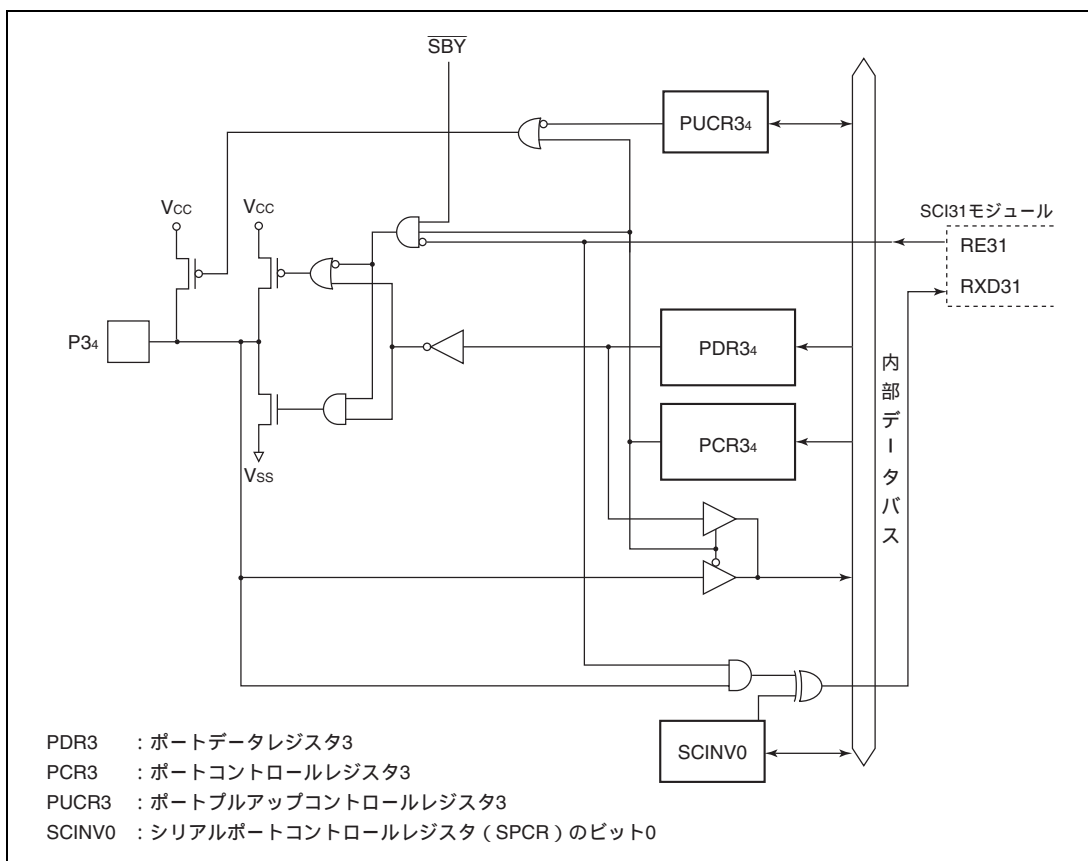 SBY
PUCR34
VCC
VCC
SCI31モジュール
RE31
RXD31
P34
PDR34
内部データバス
PCR34
VSS
SCINV0
PDR3 : ポートデータレジスタ3
PCR3 : ポートコントロールレジスタ3
PUCR3 : ポートプルアップコントロールレジスタ3
SCINV0 : シリアルポートコントロールレジスタ(SPCR)のビット0